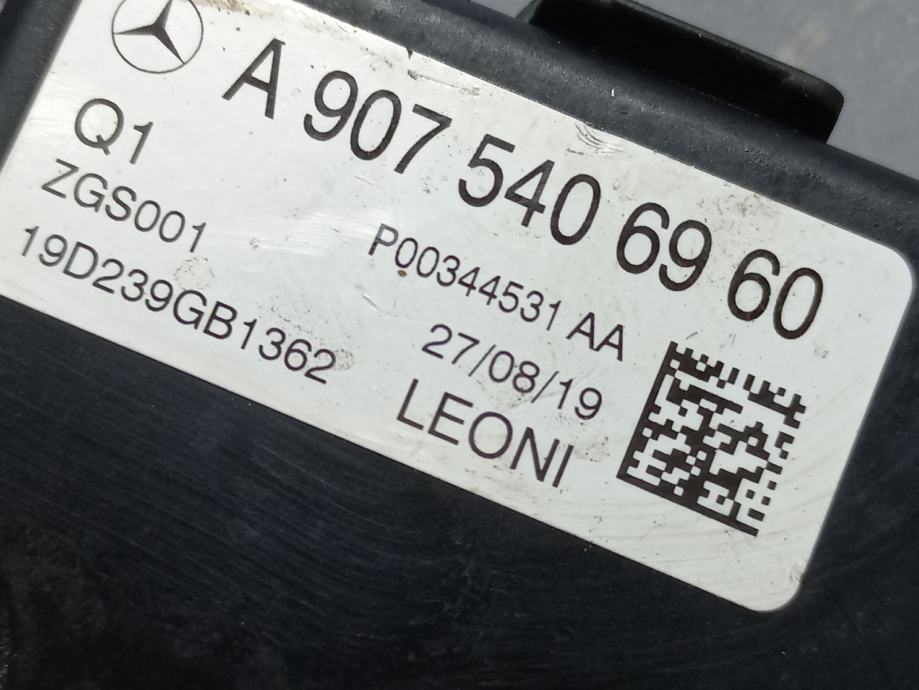 A 907 540 69 60
Q1
ZGS001
P00344531 AA
19D239GB1362
27/08/19
LEONI